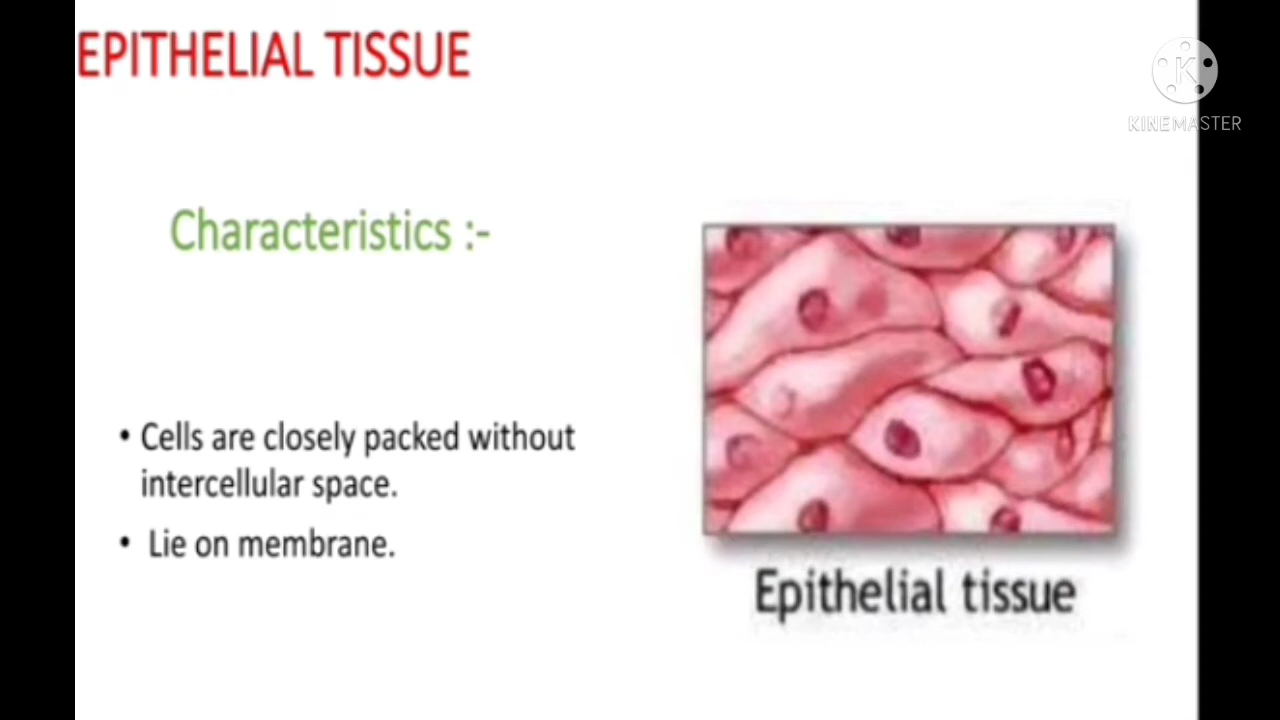 EPITHELIAL TISSUE
KINEMASTER
Characteristics :-
• Cells are closely packed without
intercellular space.
• Lie on membrane.
Epithelial tissue